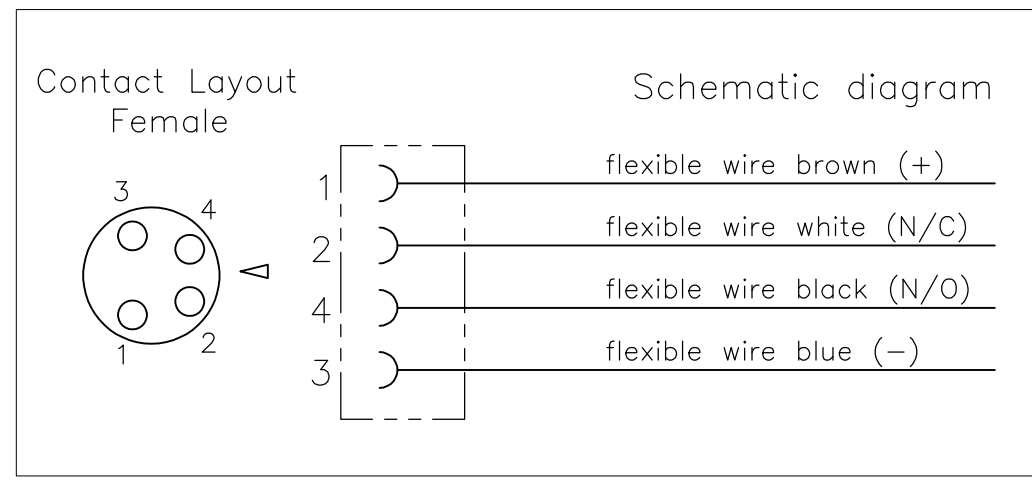 Contact Layout
Female
3
4
1
2
Schematic diagram
1 flexible wire brown (+)
2 flexible wire white (N/C)
4 flexible wire black (N/O)
3 flexible wire blue (-)